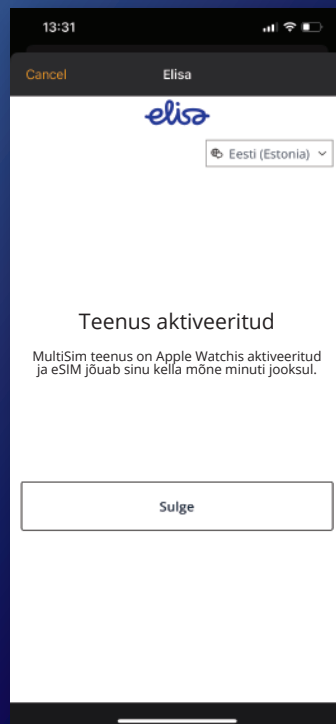 13:31
Cancel Elisa
elisa
Eesti (Estonia)
Teenus aktiveeritud
MultiSim teenus on Apple Watchis aktiveeritud
ja eSIM jõuab sinu kella mõne minuti jooksul.
Sulge